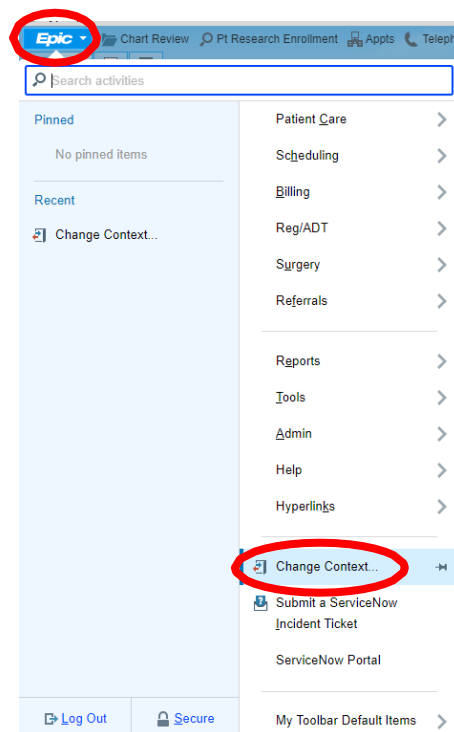 Epic Chart Review Pt Research Enrollment Appts Teleph
Search activities
Pinned
No pinned items
Recent
Change Context...
Patient Care
Scheduling
Billing
Reg/ADT
Surgery
Referrals
Reports
Tools
Admin
Help
Hyperlinks
Change Context...
Submit a ServiceNow
Incident Ticket
ServiceNow Portal
My Toolbar Default Items
Log Out Secure